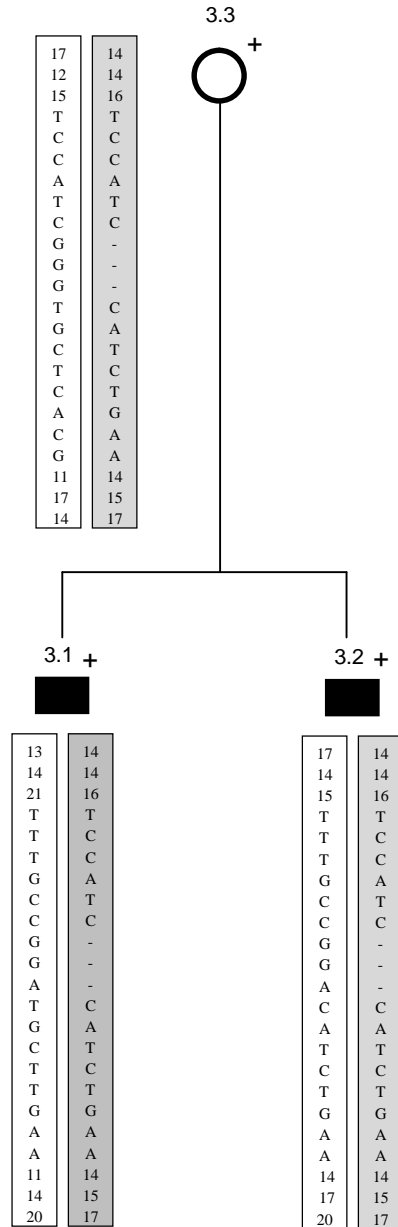 3.3
+
17 14
12 14
15 16
T T
C C
C C
A A
T T
C C
G -
G -
G -
T C
G A
C T
T C
C T
A G
C A
G A
11 14
17 15
14 17
3.1 +
3.2 +
13 14
14 14
21 16
T T
T C
T C
G A
C T
C C
G -
G -
A -
T C
G A
C T
T C
T T
G G
A A
A A
11 14
14 15
20 17
17 14
14 14
15 16
T T
T C
T C
G A
C T
C C
G -
G -
A -
C C
A A
T T
C C
T T
G G
A A
A A
14 14
17 15
20 17